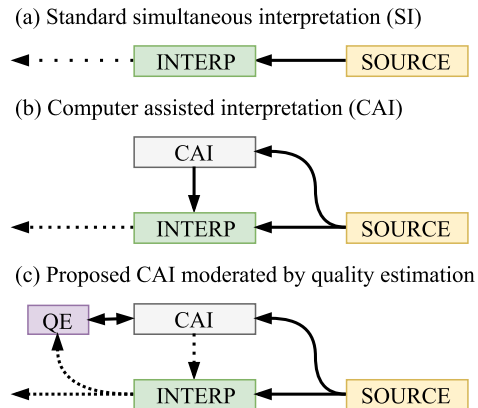 (a) Standard simultaneous interpretation (SI)
INTERP SOURCE
(b) Computer assisted interpretation (CAI)
CAI
INTERP SOURCE
(c) Proposed CAI moderated by quality estimation
QE CAI
INTERP SOURCE